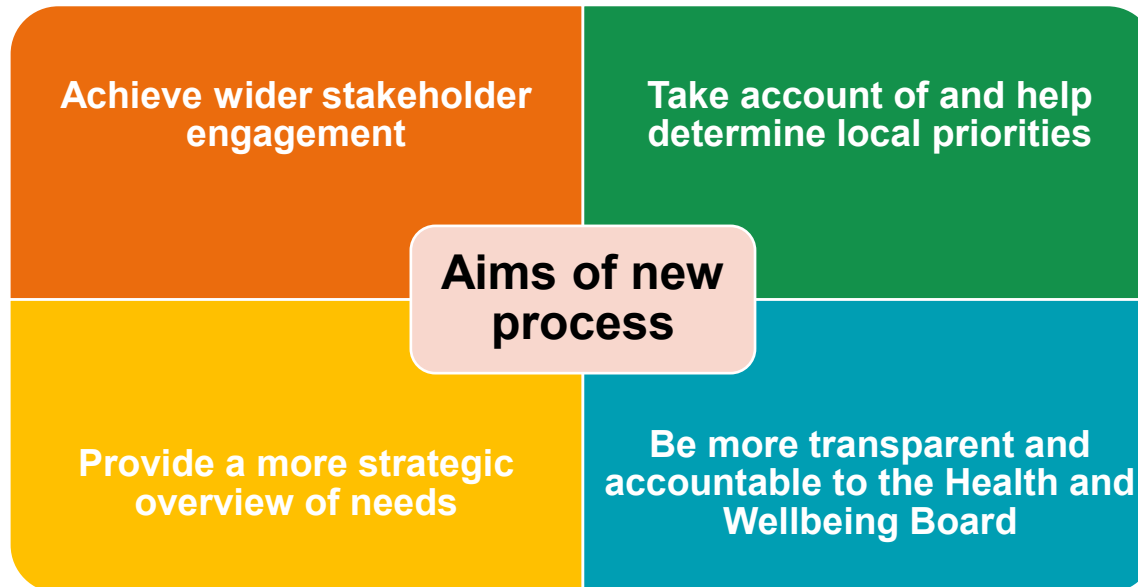 Achieve wider stakeholder
engagement
Take account of and help
determine local priorities
Aims of new
process
Provide a more strategic
overview of needs
Be more transparent and
accountable to the Health and
Wellbeing Board